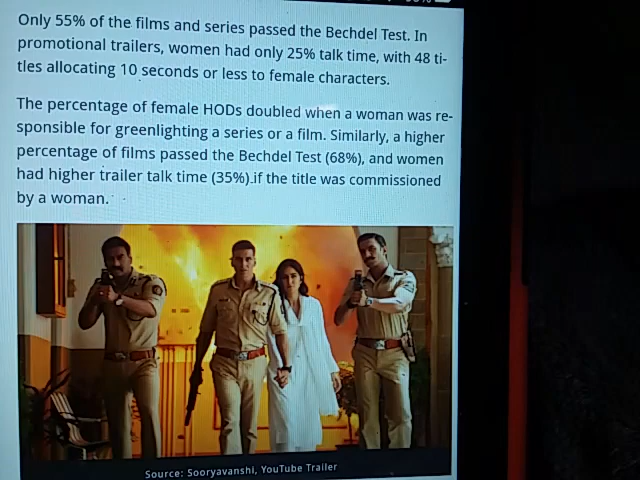 Only 55% of the films and series passed the Bechdel Test. In
promotional trailers, women had only 25% talk time, with 48 ti-
tles allocating 10 seconds or less to female characters.
The percentage of female HODs doubled when a woman was re-
sponsible for greenlighting a series or a film. Similarly, a higher
percentage of films passed the Bechdel Test (68%), and women
had higher trailer talk time (35%) if the title was commissioned
by a woman.
Source: Sooryavanshi, YouTube Trailer